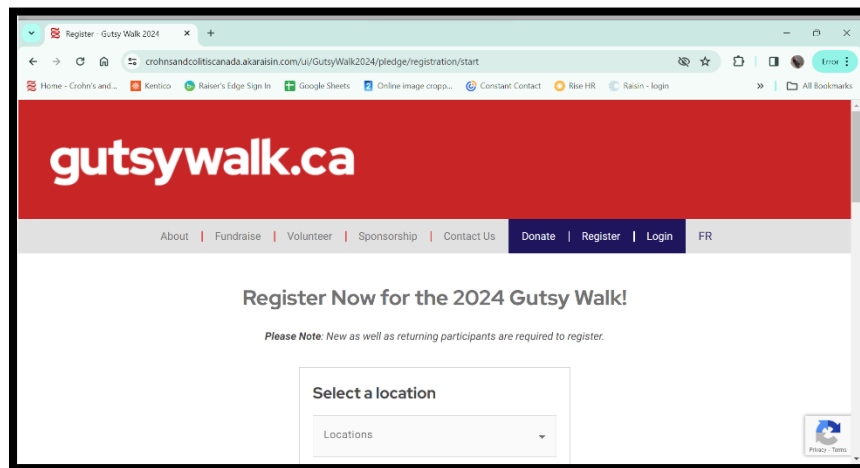 Register - Gutsy Walk 2024
crohnsandcolitiscanada.akaraisin.com/ui/GutsyWalk2024/pledge/registration/start
Error
Home - Crohn's and... Kentico Raiser's Edge Sign In Google Sheets Online image cropp... Constant Contact Rise HR Raisin - login » All Bookmarks
gutsywalk.ca
About | Fundraise | Volunteer | Sponsorship | Contact Us Donate | Register | Login FR
Register Now for the 2024 Gutsy Walk!
Please Note: New as well as returning participants are required to register.
Select a location
Locations
Privacy - Terms